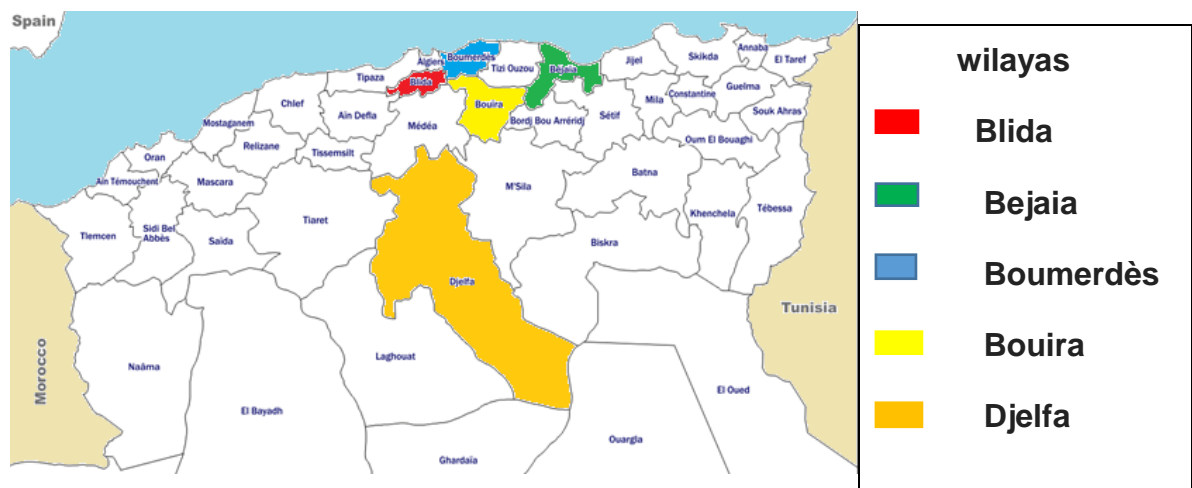 Spain
Annaba
Skikda
El Taref
Jijel
Boumerdès
Algiers
Tizi Ouzou
Béjaïa
Tipaza
Blida
Guelma
Constantine
Mila
Souk Ahras
Chlef
Aïn Defla
Bouira
Sétif
Médéa
Bordj Bou Arréridj
Mostaganem
Relizane
Tissemsilt
Oum El Bouaghi
Oran
Aïn Témouchent
Mascara
M'Sila
Batna
Khenchela
Tébessa
Tiaret
Tlemcen
Sidi Bel
Abbès
Saïda
Biskra
Djelfa
Tunisia
Morocco
Naâma
Laghouat
El Oued
El Bayadh
Ouargla
Ghardaïa
wilayas
Blida
Bejaia
Boumerdès
Bouira
Djelfa